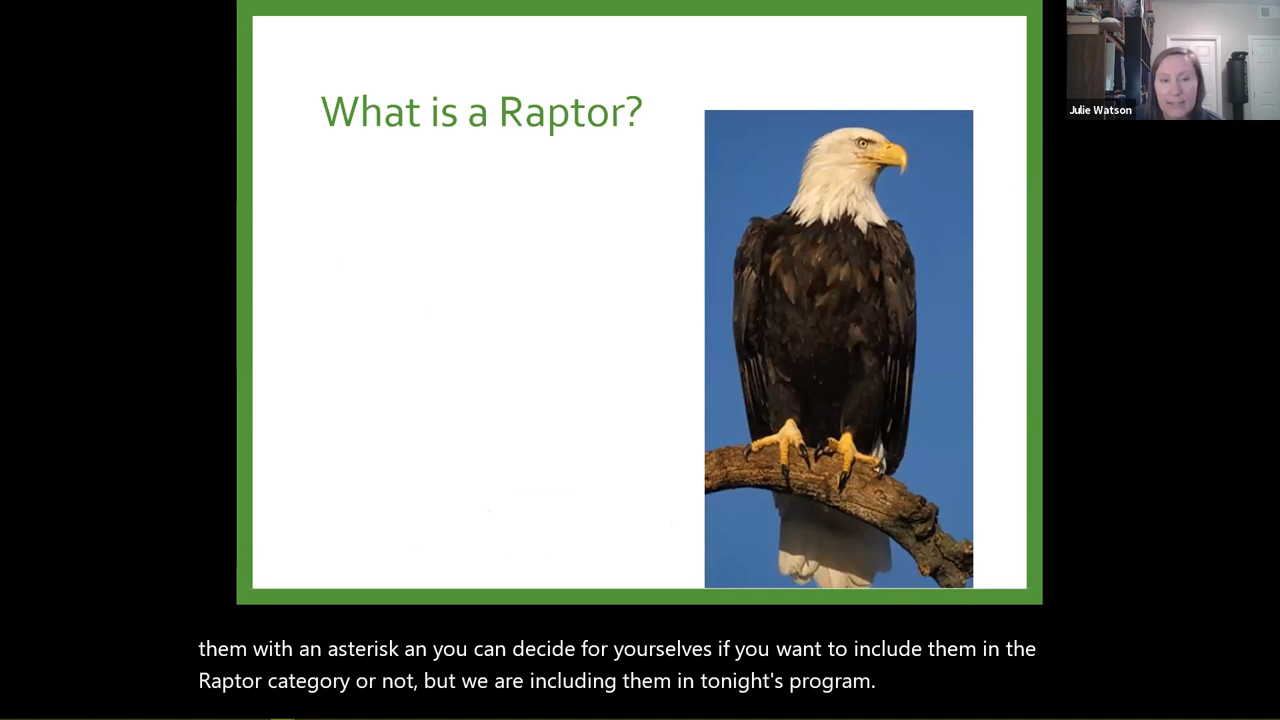 What is a Raptor?
Julie Watson
them with an asterisk an you can decide for yourselves if you want to include them in the
Raptor category or not, but we are including them in tonight's program.